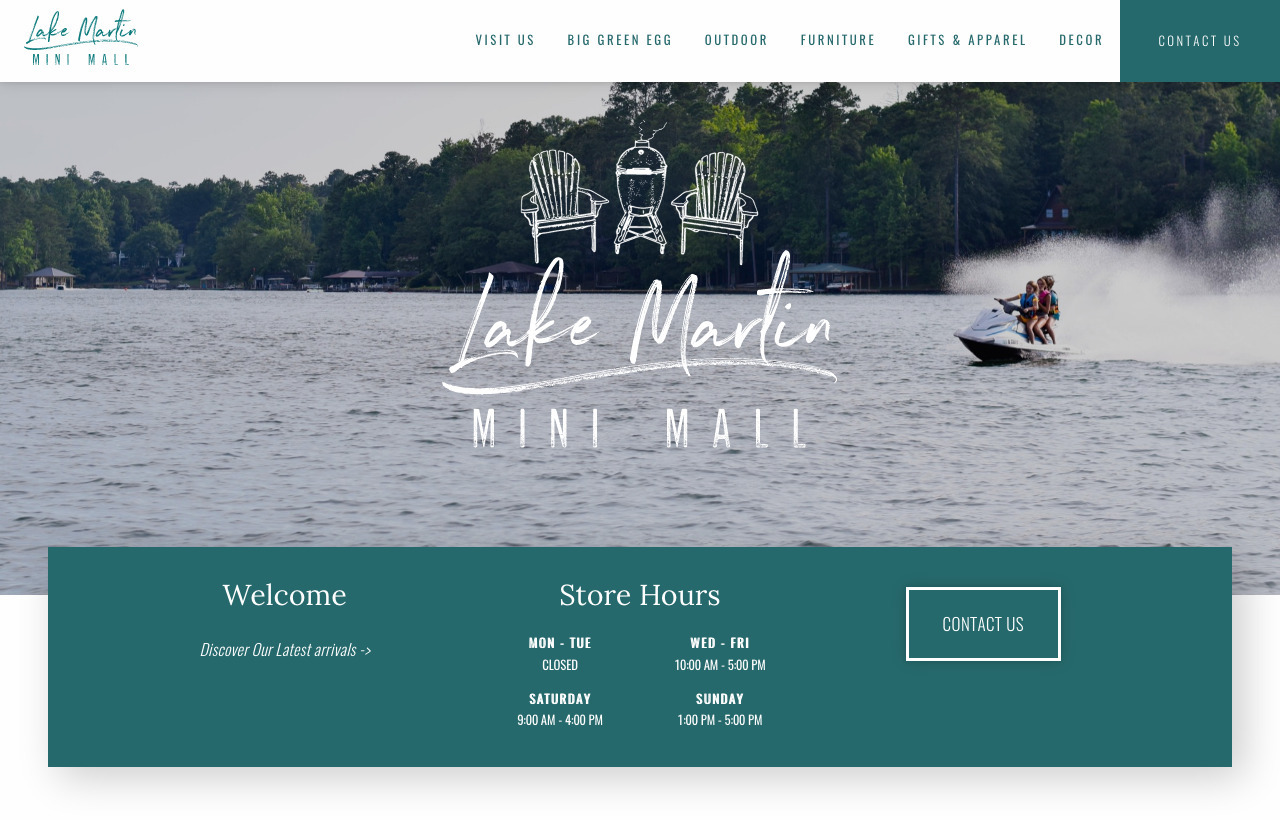 Lake Martin
MINI MALL
VISIT US
BIG GREEN EGG
OUTDOOR
FURNITURE
GIFTS & APPAREL
DECOR
CONTACT US
Lake Martin
MINI MALL
Welcome
Discover Our Latest arrivals ->
Store Hours
MON - TUE
CLOSED
WED - FRI
10:00 AM - 5:00 PM
SATURDAY
9:00 AM - 4:00 PM
SUNDAY
1:00 PM - 5:00 PM
CONTACT US